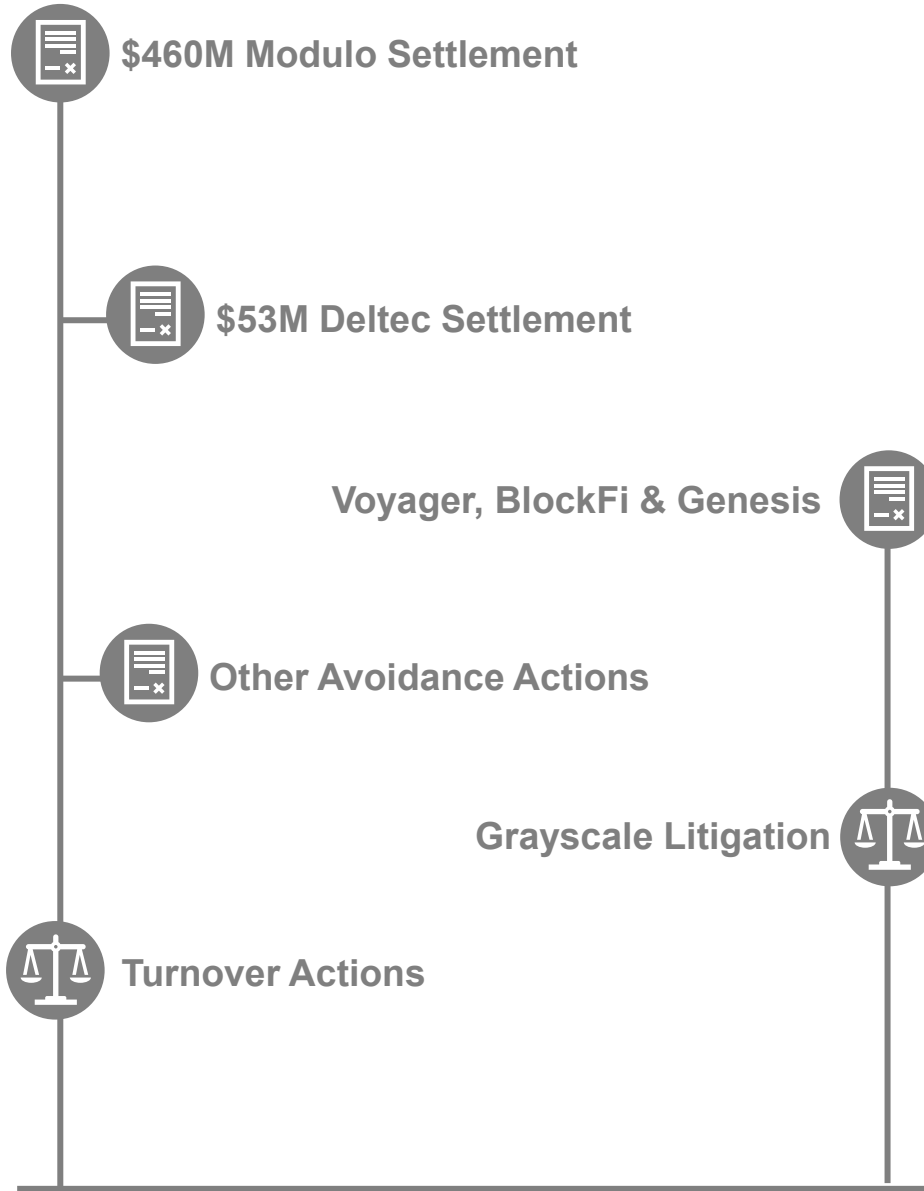 $460M Modulo Settlement
$53M Deltec Settlement
Voyager, BlockFi & Genesis
Other Avoidance Actions
Grayscale Litigation
Turnover Actions